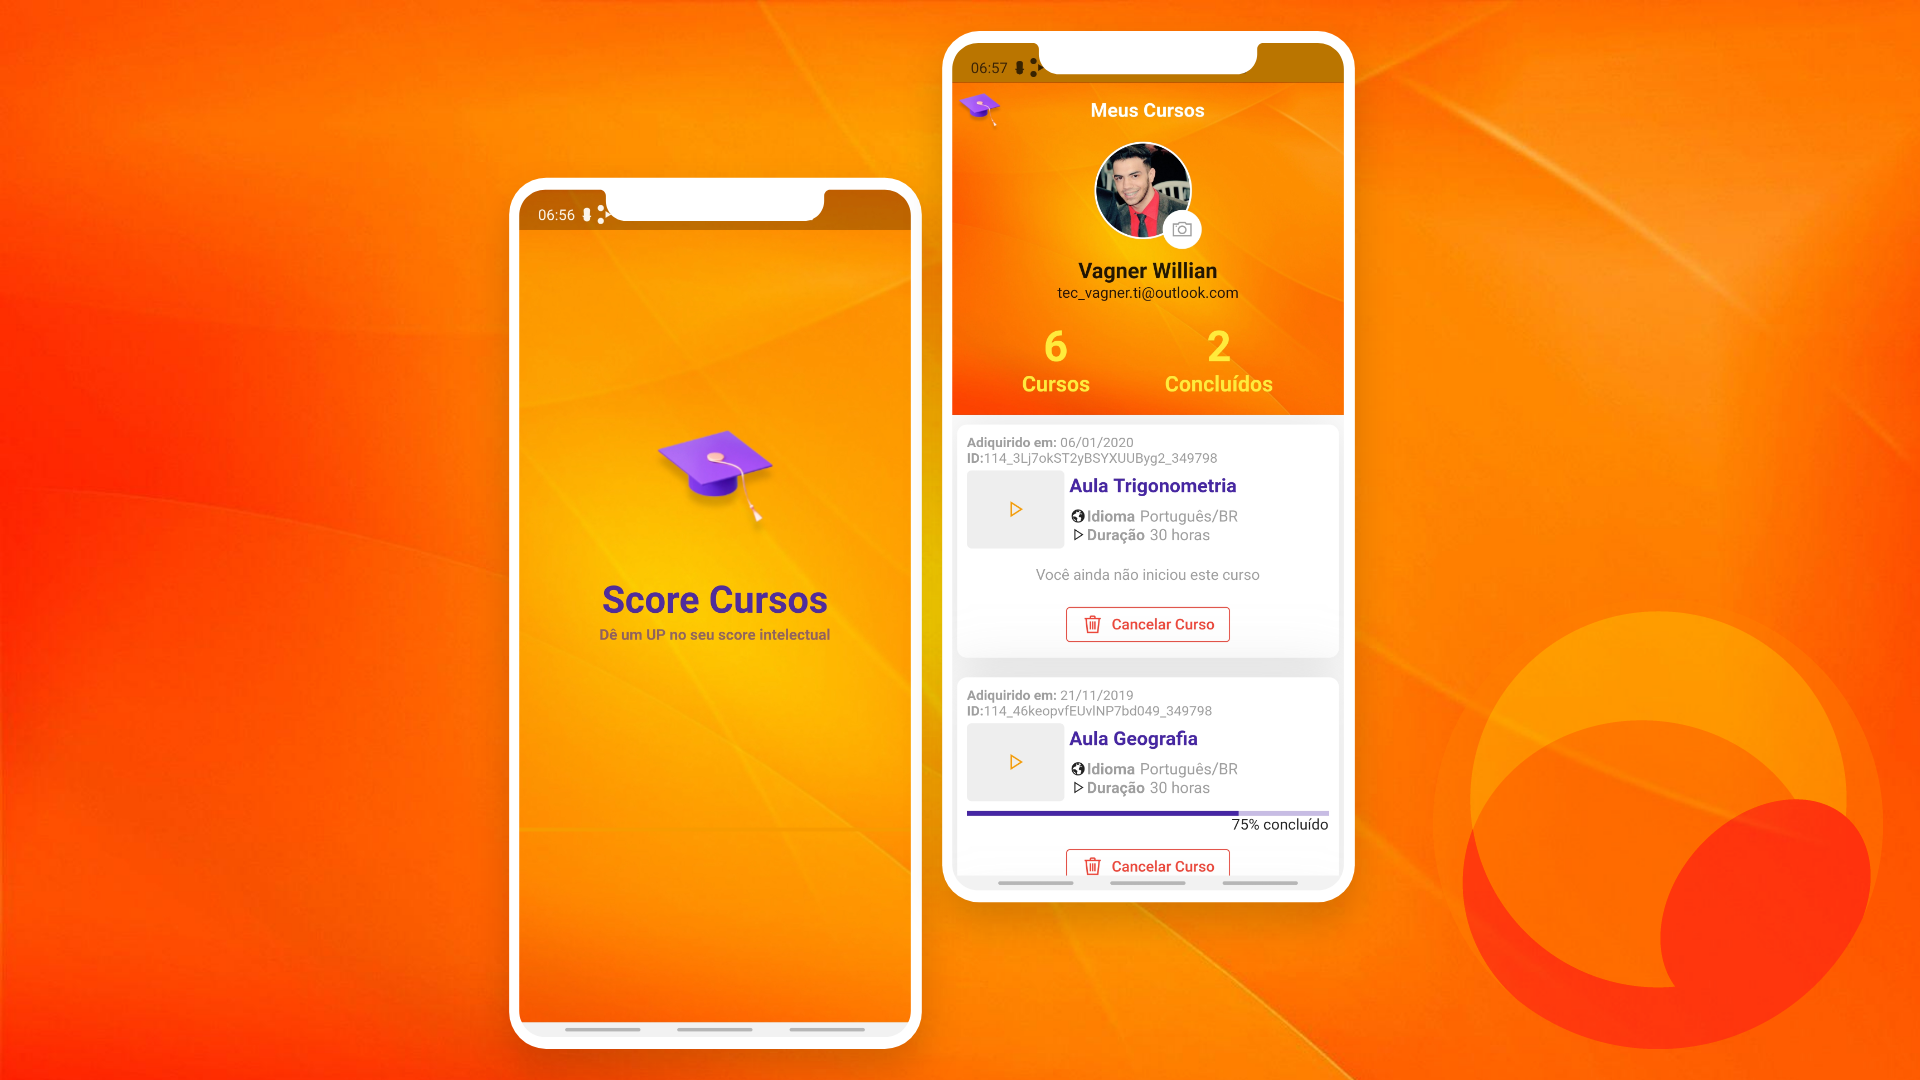 06:56
Score Cursos
Dê um UP no seu score intelectual
06:57
Meus Cursos
Vagner Willian
tec_vagner.ti@outlook.com
6
Cursos
2
Concluídos
Adiquirido em: 06/01/2020
ID:114_3Lj7okST2yBSYXUUByg2_349798
Aula Trigonometria
Idioma Português/BR
Duração 30 horas
Você ainda não iniciou este curso
Cancelar Curso
Adiquirido em: 21/11/2019
ID:114_46keopvfEUvlNP7bd049_349798
Aula Geografia
Idioma Português/BR
Duração 30 horas
75% concluído
Cancelar Curso